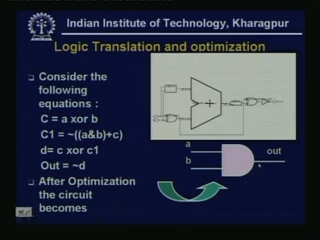 Indian Institute of Technology, Kharagpur
Logic Translation and optimization
Consider the
following
equations :
C = a xor b
C1 = ~((a&b)+c)
d= c xor c1
Out = ~d
After Optimization
the circuit
becomes
+
a
b
out